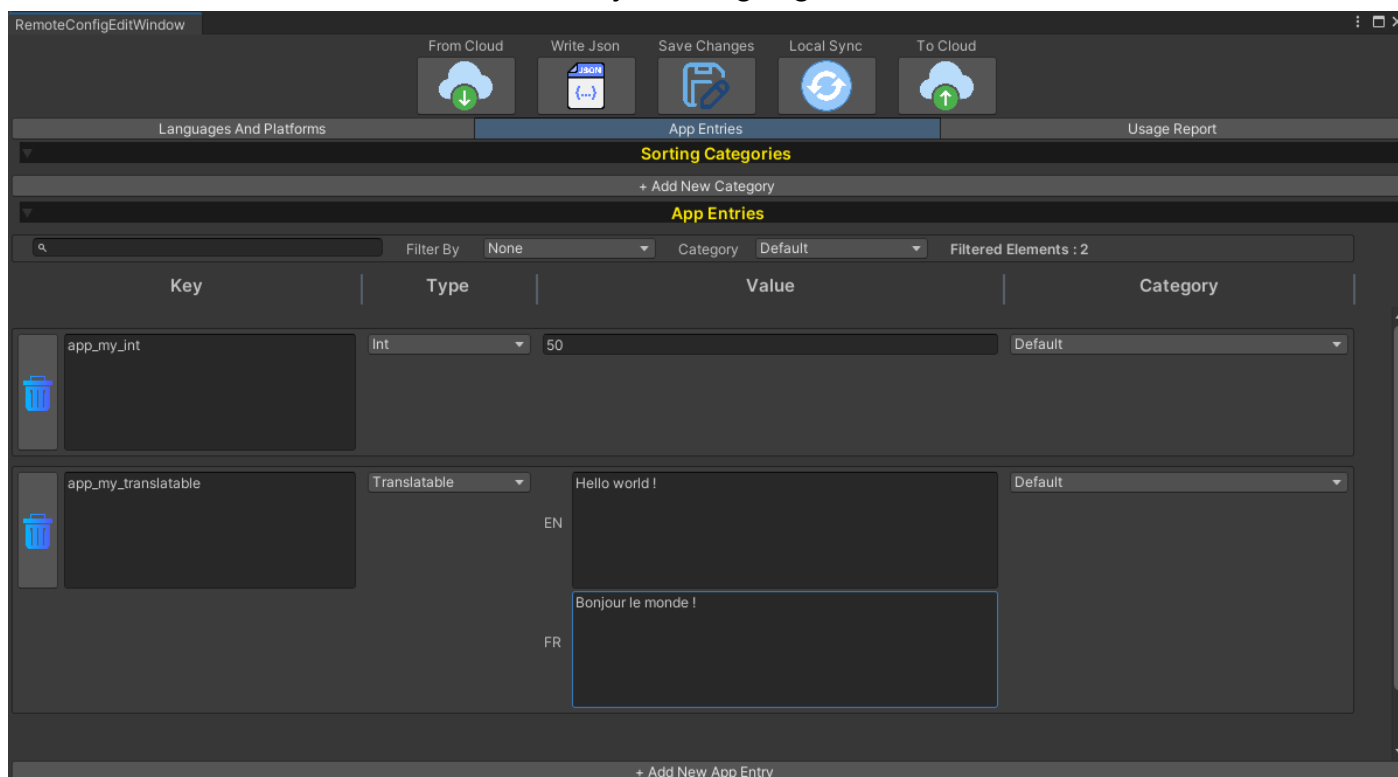 RemoteConfigEditWindow
From Cloud Write Json Save Changes Local Sync To Cloud
JSON
{...}
Languages And Platforms App Entries Usage Report
Sorting Categories
+ Add New Category
App Entries
Filter By None Category Default Filtered Elements : 2
Key Type Value Category
app_my_int Int 50 Default
app_my_translatable Translatable Hello world ! Default
EN
Bonjour le monde !
FR
+ Add New App Entry